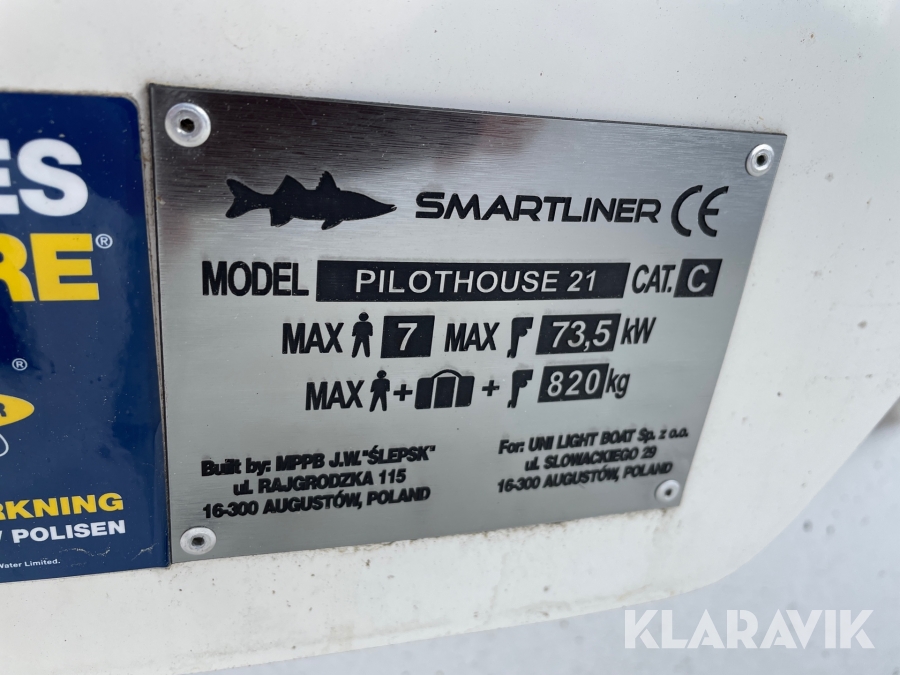 ES
RE®
®
R
RKNING
/ POLISEN
Water Limited.
SMARTLINER CE
MODEL PILOTHOUSE 21 CAT. C
MAX 7 MAX 73,5 kW
MAX + + 820 kg
Built by: MPPB J.W."ŚLEPSK"
ul. RAJGRODZKA 115
16-300 AUGUSTÓW, POLAND
For: UNI LIGHT BOAT Sp. z o.o.
ul. SLOWACKIEGO 29
16-300 AUGUSTÓW, POLAND
KLARAVIK